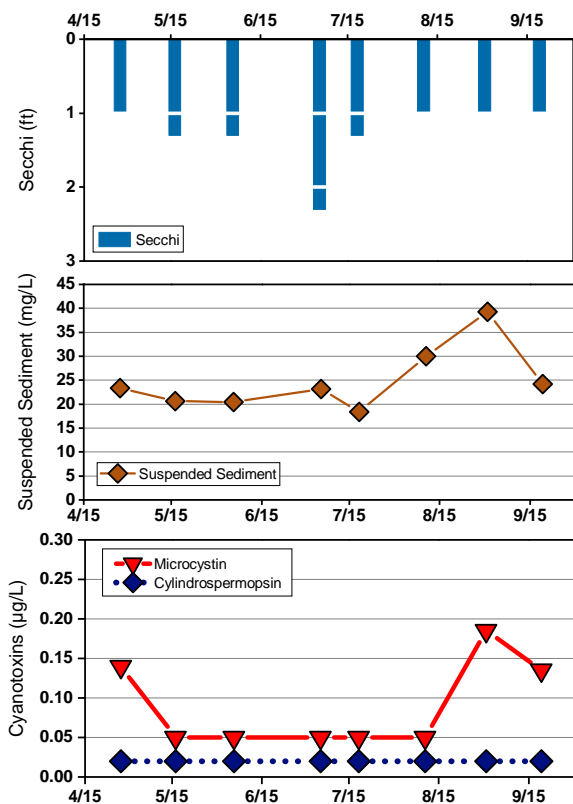 4/15 5/15 6/15 7/15 8/15 9/15
0
1
2
3
Secchi (ft)
Secchi
45
40
35
30
25
20
15
10
5
0
Suspended Sediment (mg/L)
Suspended Sediment
4/15 5/15 6/15 7/15 8/15 9/15
0.30
0.25
0.20
0.15
0.10
0.05
0.00
Cyanotoxins (µg/L)
Microcystin
Cylindrospermopsin
4/15 5/15 6/15 7/15 8/15 9/15